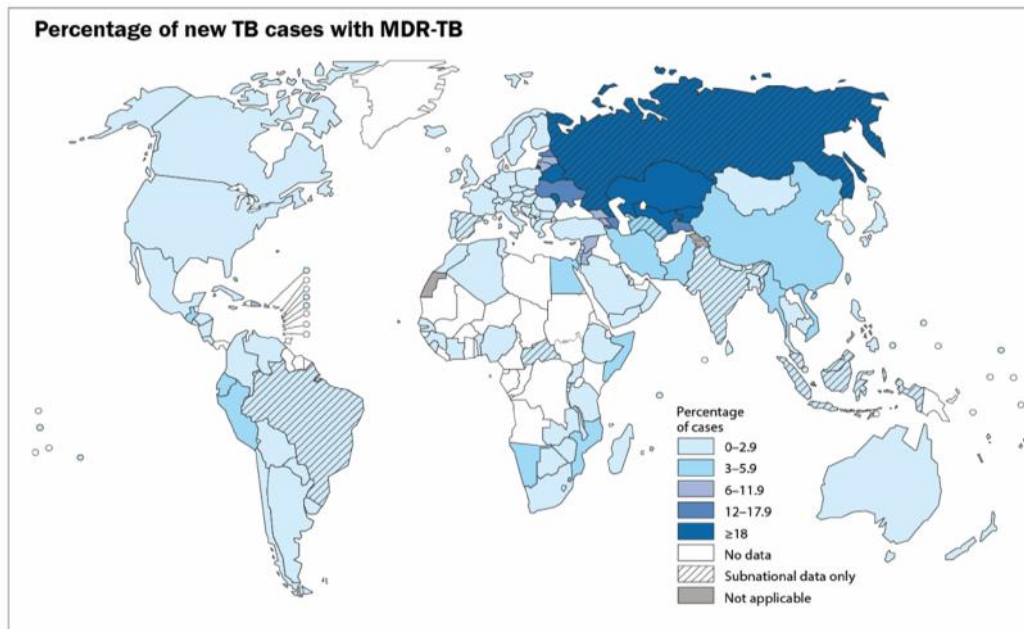 Percentage of new TB cases with MDR-TB
Percentage
of cases
0–2.9
3–5.9
6–11.9
12–17.9
≥18
No data
Subnational data only
Not applicable